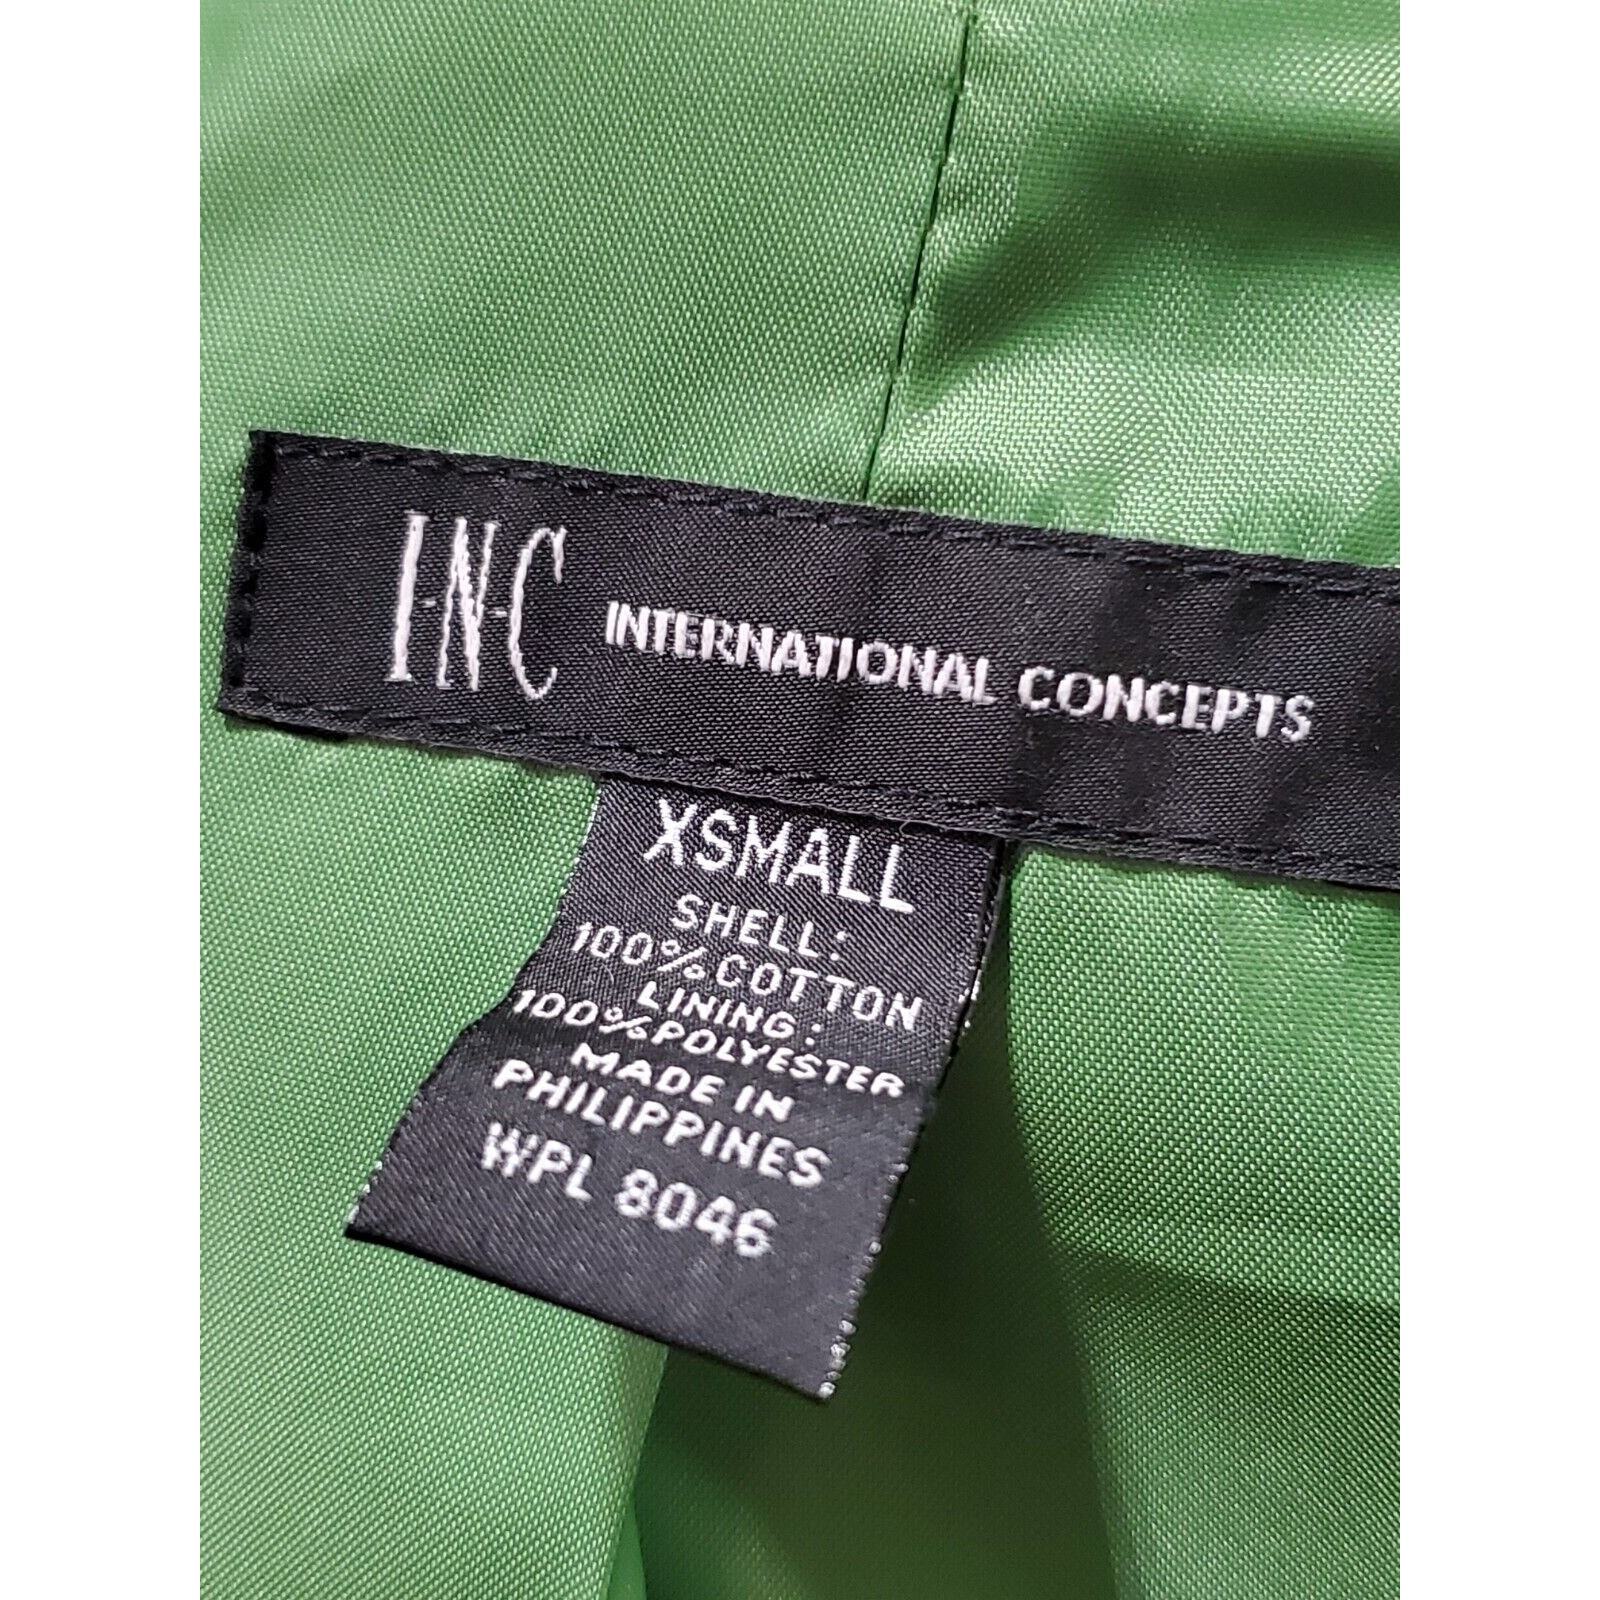 I·N·C INTERNATIONAL CONCEPTS
XSMALL
SHELL:
100%COTTON
LINING:
100%POLYESTER
MADE IN
PHILIPPINES
WPL 8046